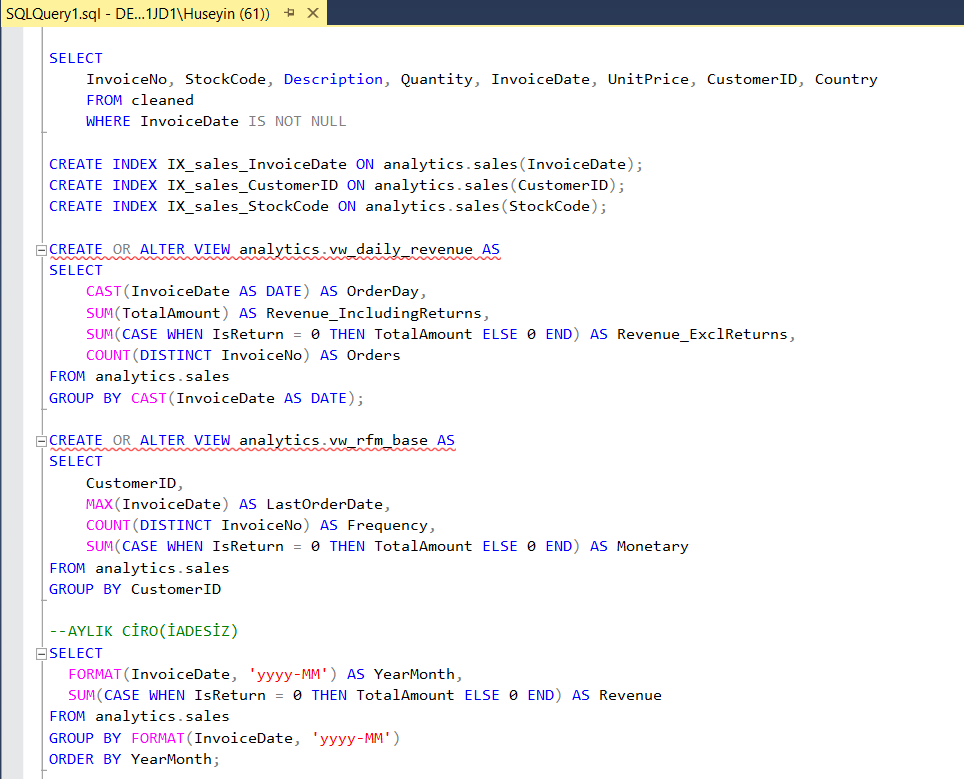 SQLQuery1.sql - DE...1JD1\Huseyin (61))
SELECT
InvoiceNo, StockCode, Description, Quantity, InvoiceDate, UnitPrice, CustomerID, Country
FROM cleaned
WHERE InvoiceDate IS NOT NULL
CREATE INDEX IX_sales_InvoiceDate ON analytics.sales(InvoiceDate);
CREATE INDEX IX_sales_CustomerID ON analytics.sales(CustomerID);
CREATE INDEX IX_sales_StockCode ON analytics.sales(StockCode);
CREATE OR ALTER VIEW analytics.vw_daily_revenue AS
SELECT
CAST(InvoiceDate AS DATE) AS OrderDay,
SUM(TotalAmount) AS Revenue_IncludingReturns,
SUM(CASE WHEN IsReturn = 0 THEN TotalAmount ELSE 0 END) AS Revenue_ExclReturns,
COUNT(DISTINCT InvoiceNo) AS Orders
FROM analytics.sales
GROUP BY CAST(InvoiceDate AS DATE);
CREATE OR ALTER VIEW analytics.vw_rfm_base AS
SELECT
CustomerID,
MAX(InvoiceDate) AS LastOrderDate,
COUNT(DISTINCT InvoiceNo) AS Frequency,
SUM(CASE WHEN IsReturn = 0 THEN TotalAmount ELSE 0 END) AS Monetary
FROM analytics.sales
GROUP BY CustomerID
--AYLIK CİRO(İADESİZ)
SELECT
FORMAT(InvoiceDate, 'yyyy-MM') AS YearMonth,
SUM(CASE WHEN IsReturn = 0 THEN TotalAmount ELSE 0 END) AS Revenue
FROM analytics.sales
GROUP BY FORMAT(InvoiceDate, 'yyyy-MM')
ORDER BY YearMonth;